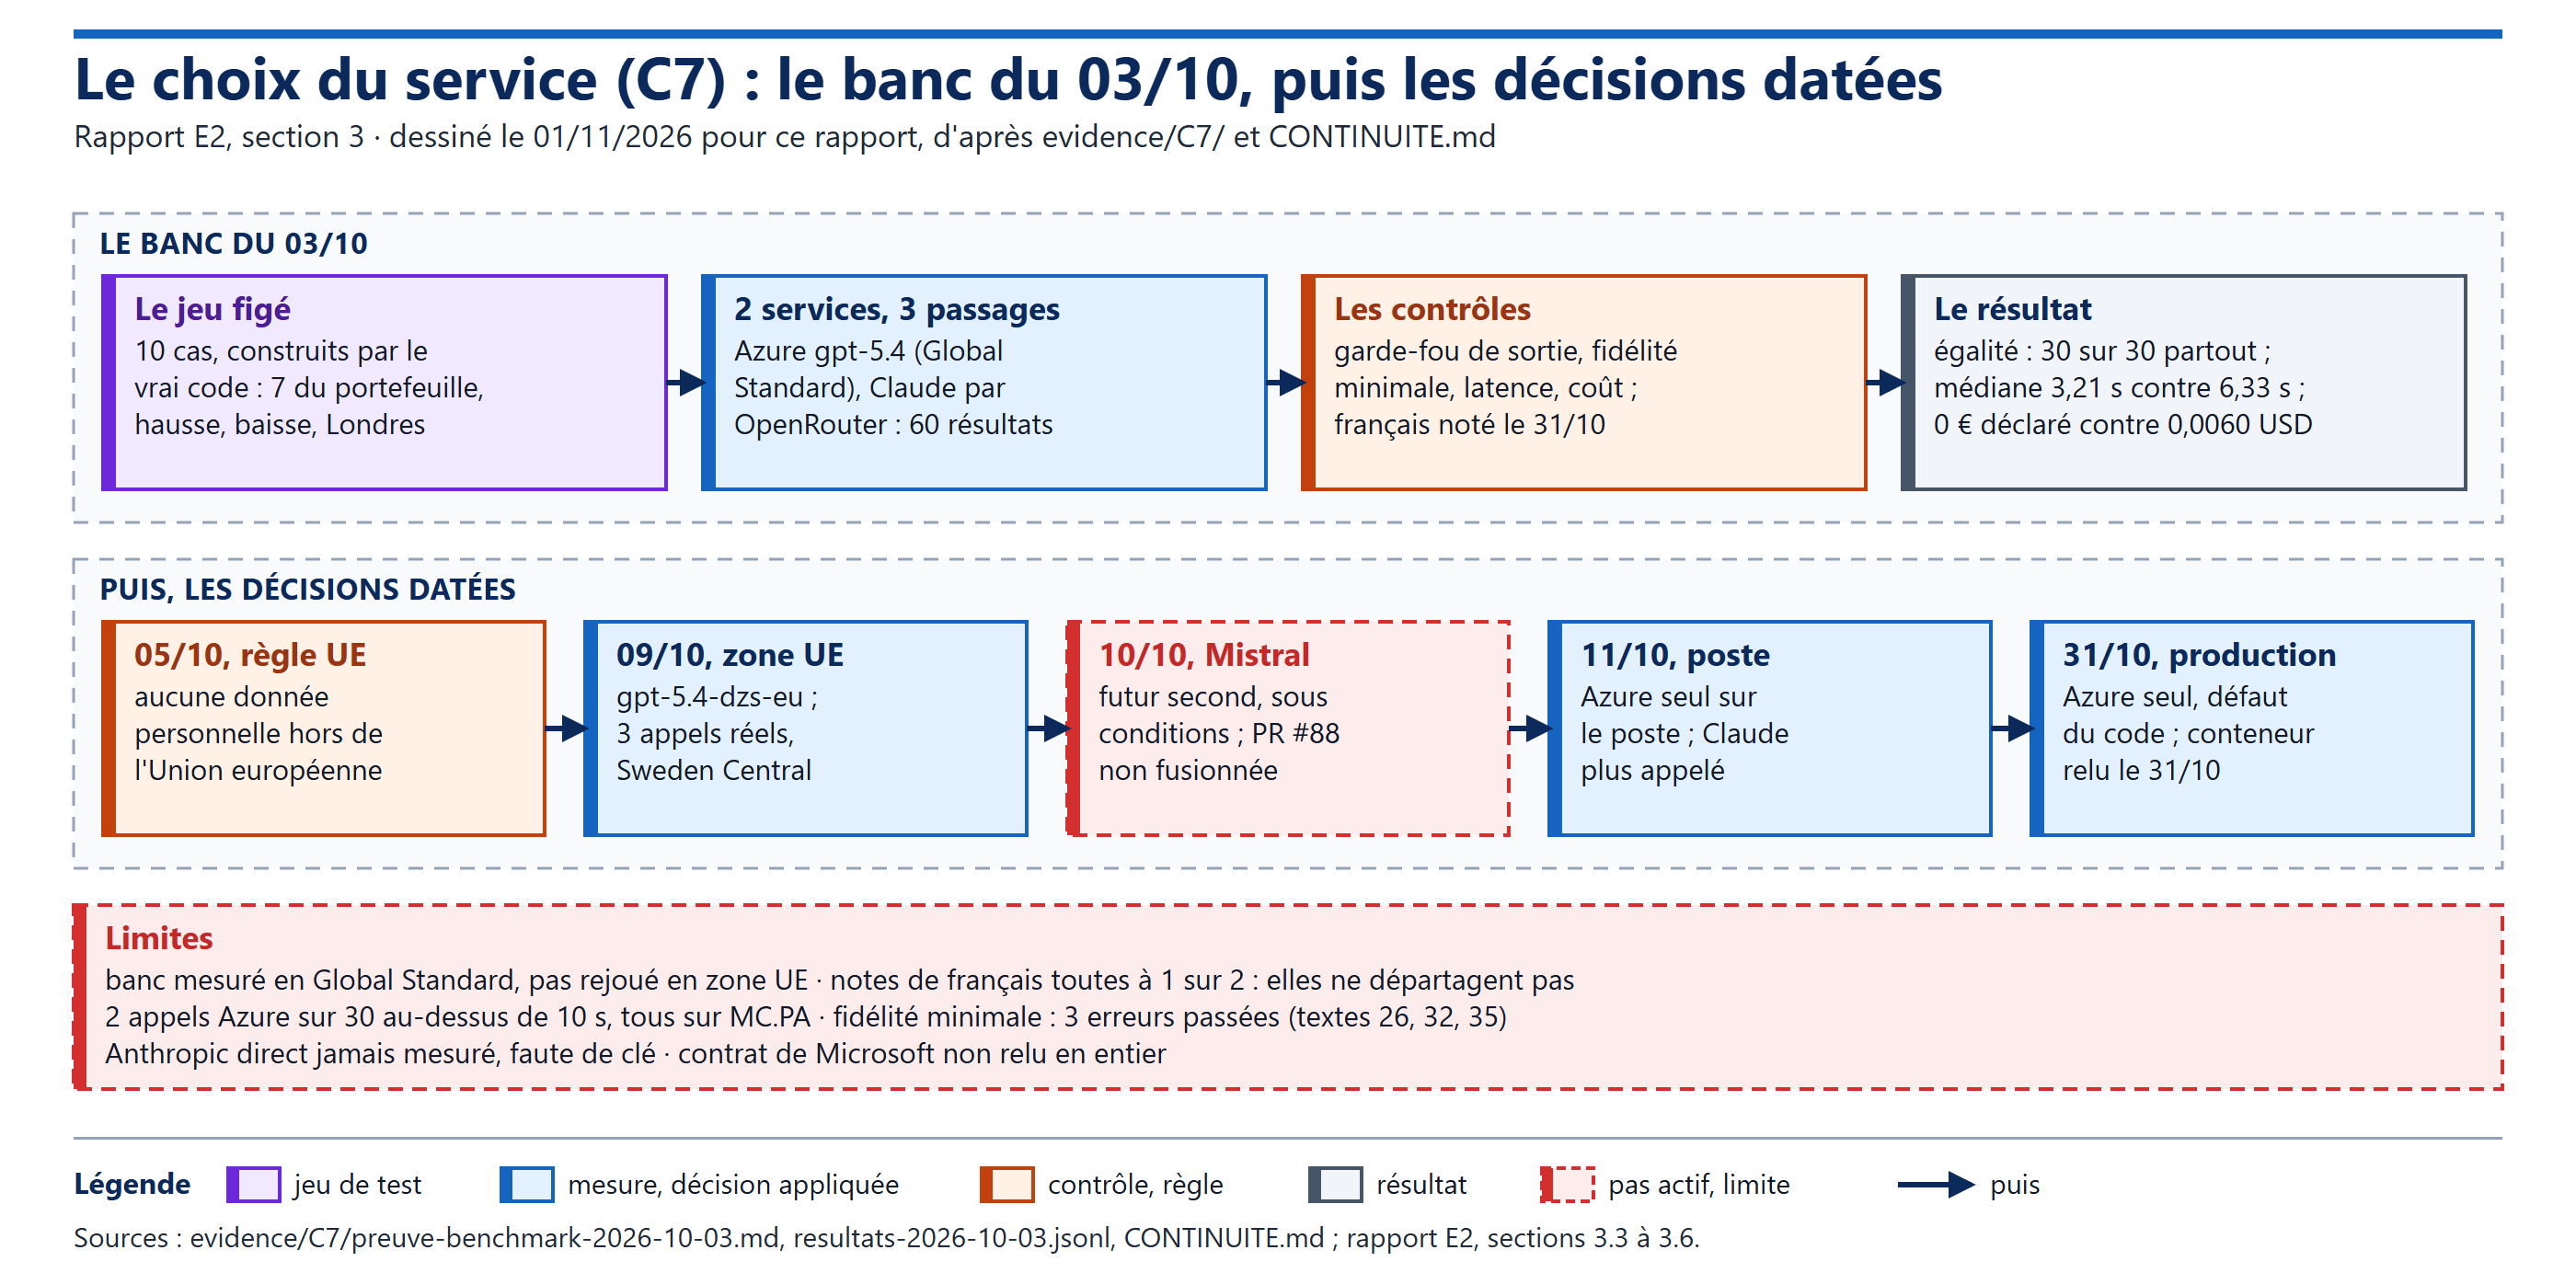 Le choix du service (C7) : le banc du 03/10, puis les décisions datées
Rapport E2, section 3 · dessiné le 01/11/2026 pour ce rapport, d'après evidence/C7/ et CONTINUITE.md
LE BANC DU 03/10
Le jeu figé
10 cas, construits par le
vrai code : 7 du portefeuille,
hausse, baisse, Londres
2 services, 3 passages
Azure gpt-5.4 (Global
Standard), Claude par
OpenRouter : 60 résultats
Les contrôles
garde-fou de sortie, fidélité
minimale, latence, coût ;
français noté le 31/10
Le résultat
égalité : 30 sur 30 partout ;
médiane 3,21 s contre 6,33 s ;
0 € déclaré contre 0,0060 USD
PUIS, LES DÉCISIONS DATÉES
05/10, règle UE
aucune donnée
personnelle hors de
l'Union européenne
09/10, zone UE
gpt-5.4-dzs-eu ;
3 appels réels,
Sweden Central
10/10, Mistral
futur second, sous
conditions ; PR #88
non fusionnée
11/10, poste
Azure seul sur
le poste ; Claude
plus appelé
31/10, production
Azure seul, défaut
du code ; conteneur
relu le 31/10
Limites
banc mesuré en Global Standard, pas rejoué en zone UE · notes de français toutes à 1 sur 2 : elles ne départagent pas
2 appels Azure sur 30 au-dessus de 10 s, tous sur MC.PA · fidélité minimale : 3 erreurs passées (textes 26, 32, 35)
Anthropic direct jamais mesuré, faute de clé · contrat de Microsoft non relu en entier
Légende
jeu de test
mesure, décision appliquée
contrôle, règle
résultat
pas actif, limite
puis
Sources : evidence/C7/preuve-benchmark-2026-10-03.md, resultats-2026-10-03.jsonl, CONTINUITE.md ; rapport E2, sections 3.3 à 3.6.